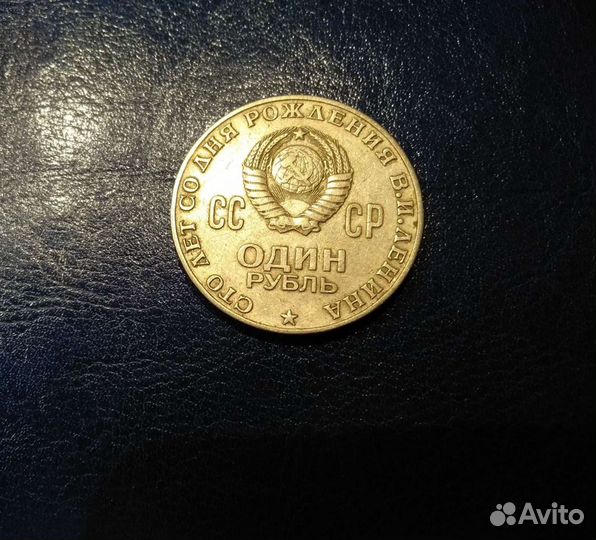 СТО ЛЕТ СО ДНЯ РОЖДЕНИЯ В.И.ЛЕНИНА
СС СР
ОДИН
РУБЛЬ
Avito